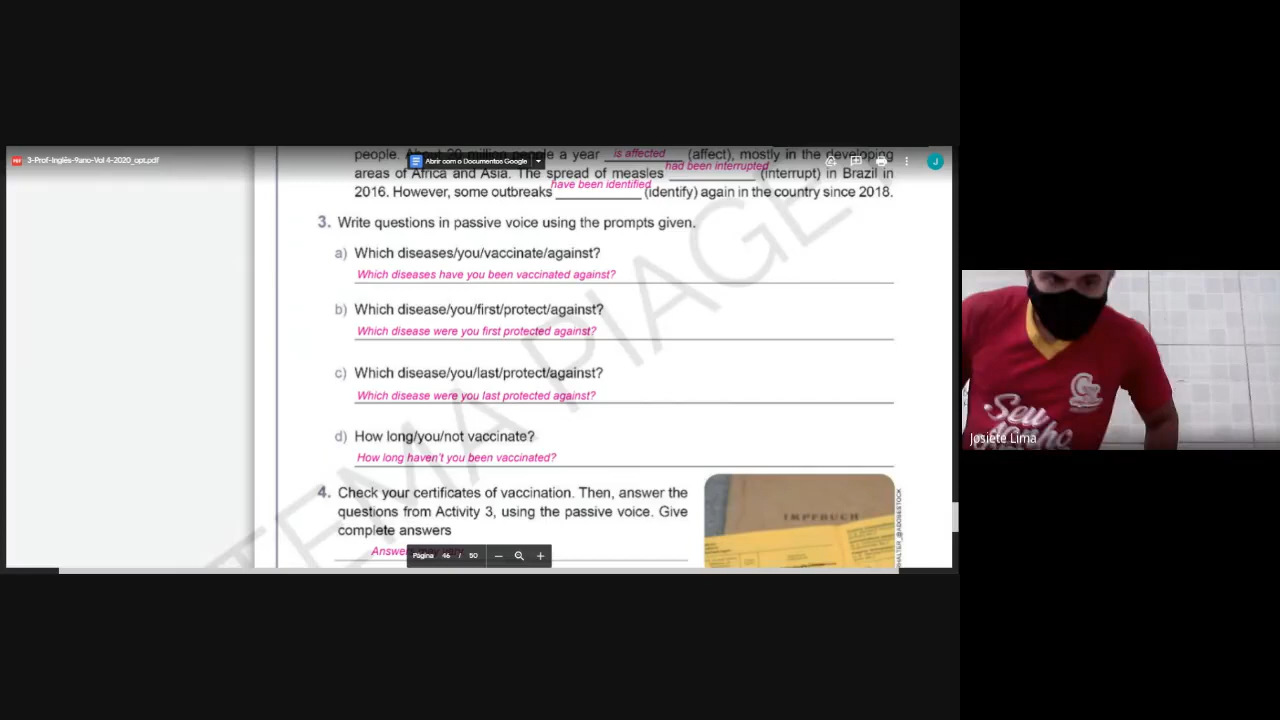 3-Prof-Inglês-9ano-Vol 4-2020_opt.pdf
Abrir com o Documentos Google
J
people. About 20 million people a year is affected (affect), mostly in the developing
areas of Africa and Asia. The spread of measles had been interrupted (interrupt) in Brazil in
2016. However, some outbreaks have been identified (identify) again in the country since 2018.
3. Write questions in passive voice using the prompts given.
a) Which diseases/you/vaccinate/against?
Which diseases have you been vaccinated against?
b) Which disease/you/first/protect/against?
Which disease were you first protected against?
c) Which disease/you/last/protect/against?
Which disease were you last protected against?
d) How long/you/not vaccinate?
How long haven't you been vaccinated?
4. Check your certificates of vaccination. Then, answer the
questions from Activity 3, using the passive voice. Give
complete answers
Answers may vary.
IMPFBUCH
Página 46 / 50
TEMA PIAGE
Seu
sonho
Josiete Lima